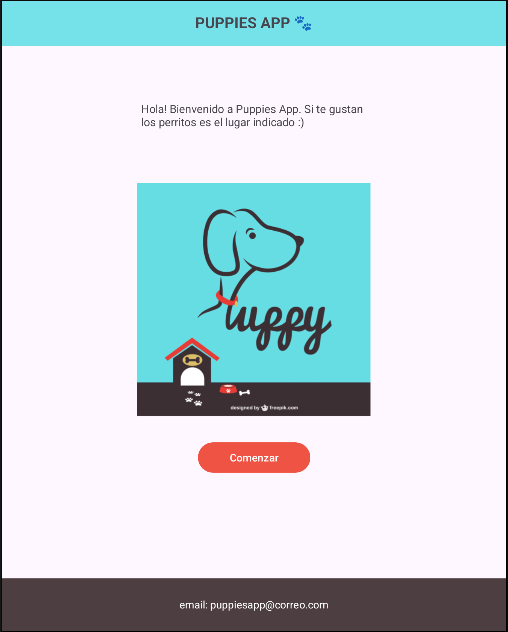 PUPPIES APP 🐾
Hola! Bienvenido a Puppies App. Si te gustan
los perritos es el lugar indicado :)
Puppy
designed by freepik.com
Comenzar
email: puppiesapp@correo.com